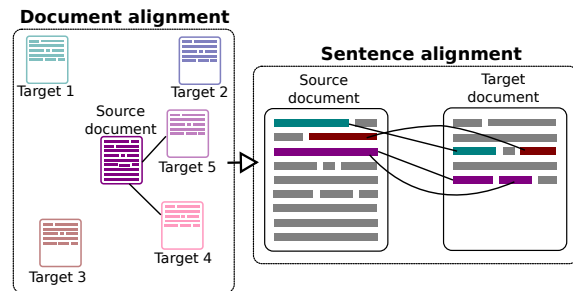 Document alignment
Target 1
Target 2
Source
document
Target 5
Target 3
Target 4
Sentence alignment
Source
document
Target
document